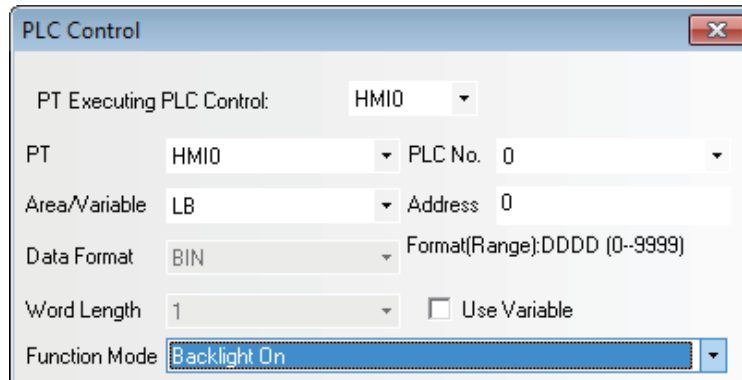 PLC Control
PT Executing PLC Control: HMI0
PT HMI0 PLC No. 0
Area/Variable LB Address 0
Data Format BIN Format(Range):DDDD (0--9999)
Word Length 1 Use Variable
Function Mode Backlight On